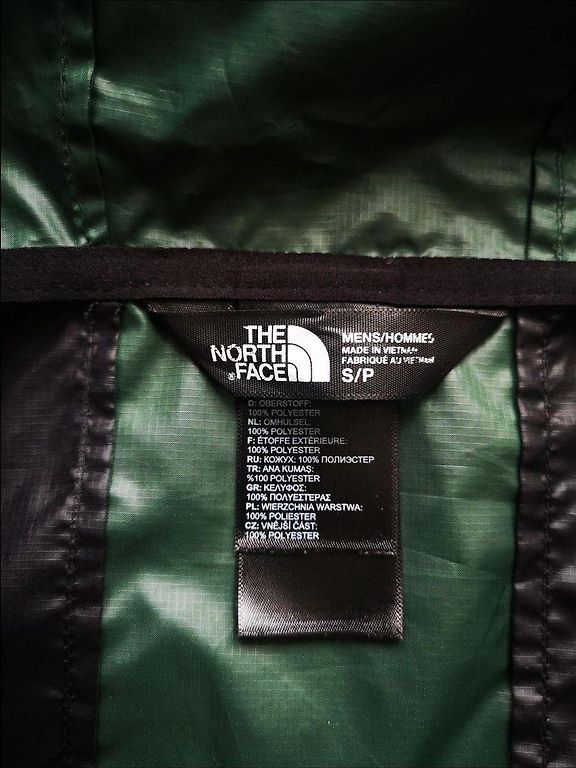 THE
NORTH
FACE
MENS/HOMMES
MADE IN VIETNAM
FABRIQUÉ AU VIETNAM
S/P
D: OBERSTOFF:
100% POLYESTER
NL: OMHULSEL:
100% POLYESTER
F: ÉTOFFE EXTÉRIEURE:
100% POLYESTER
RU: КОЖУХ: 100% ПОЛИЭСТЕР
TR: ANA KUMAŞ:
%100 POLYESTER
GR: ΚΕΛΥΦΟΣ:
100% ΠΟΛΥΕΣΤΕΡΑΣ
PL: WIERZCHNIA WARSTWA:
100% POLIESTER
CZ: VNĚJŠÍ ČÁST:
100% POLYESTER